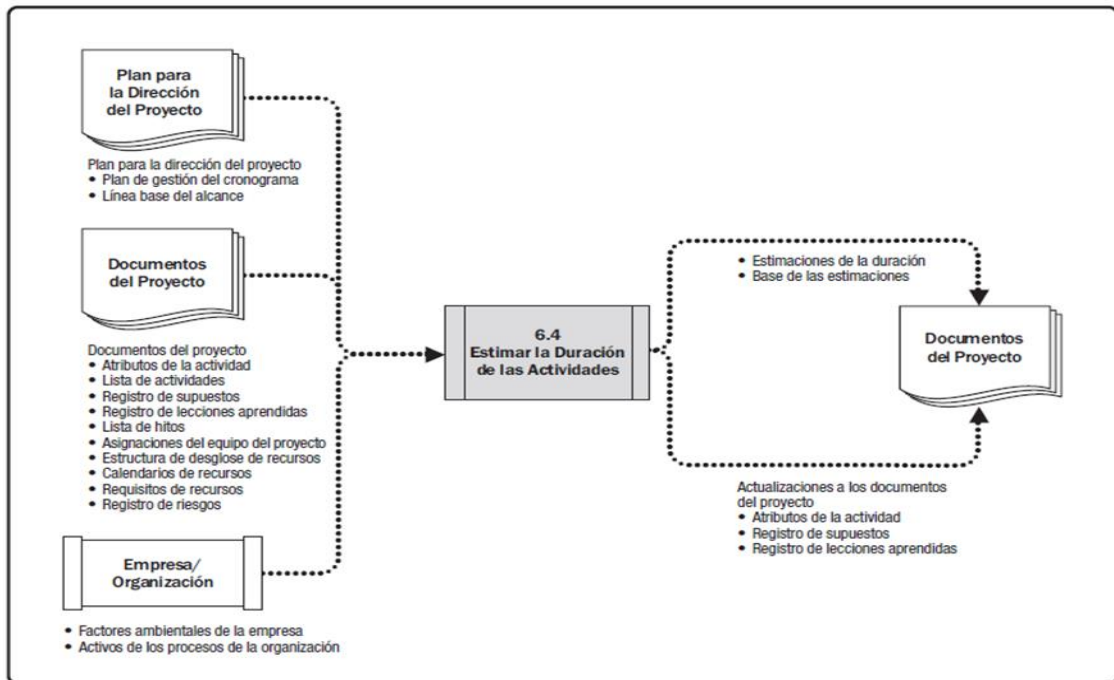 Plan para
la Dirección
del Proyecto
Plan para la dirección del proyecto
• Plan de gestión del cronograma
• Línea base del alcance
Documentos
del Proyecto
Documentos del proyecto
• Atributos de la actividad
• Lista de actividades
• Registro de supuestos
• Registro de lecciones aprendidas
• Lista de hitos
• Asignaciones del equipo del proyecto
• Estructura de desglose de recursos
• Calendarios de recursos
• Requisitos de recursos
• Registro de riesgos
Empresa/
Organización
• Factores ambientales de la empresa
• Activos de los procesos de la organización
6.4
Estimar la Duración
de las Actividades
• Estimaciones de la duración
• Base de las estimaciones
Documentos
del Proyecto
Actualizaciones a los documentos
del proyecto
• Atributos de la actividad
• Registro de supuestos
• Registro de lecciones aprendidas